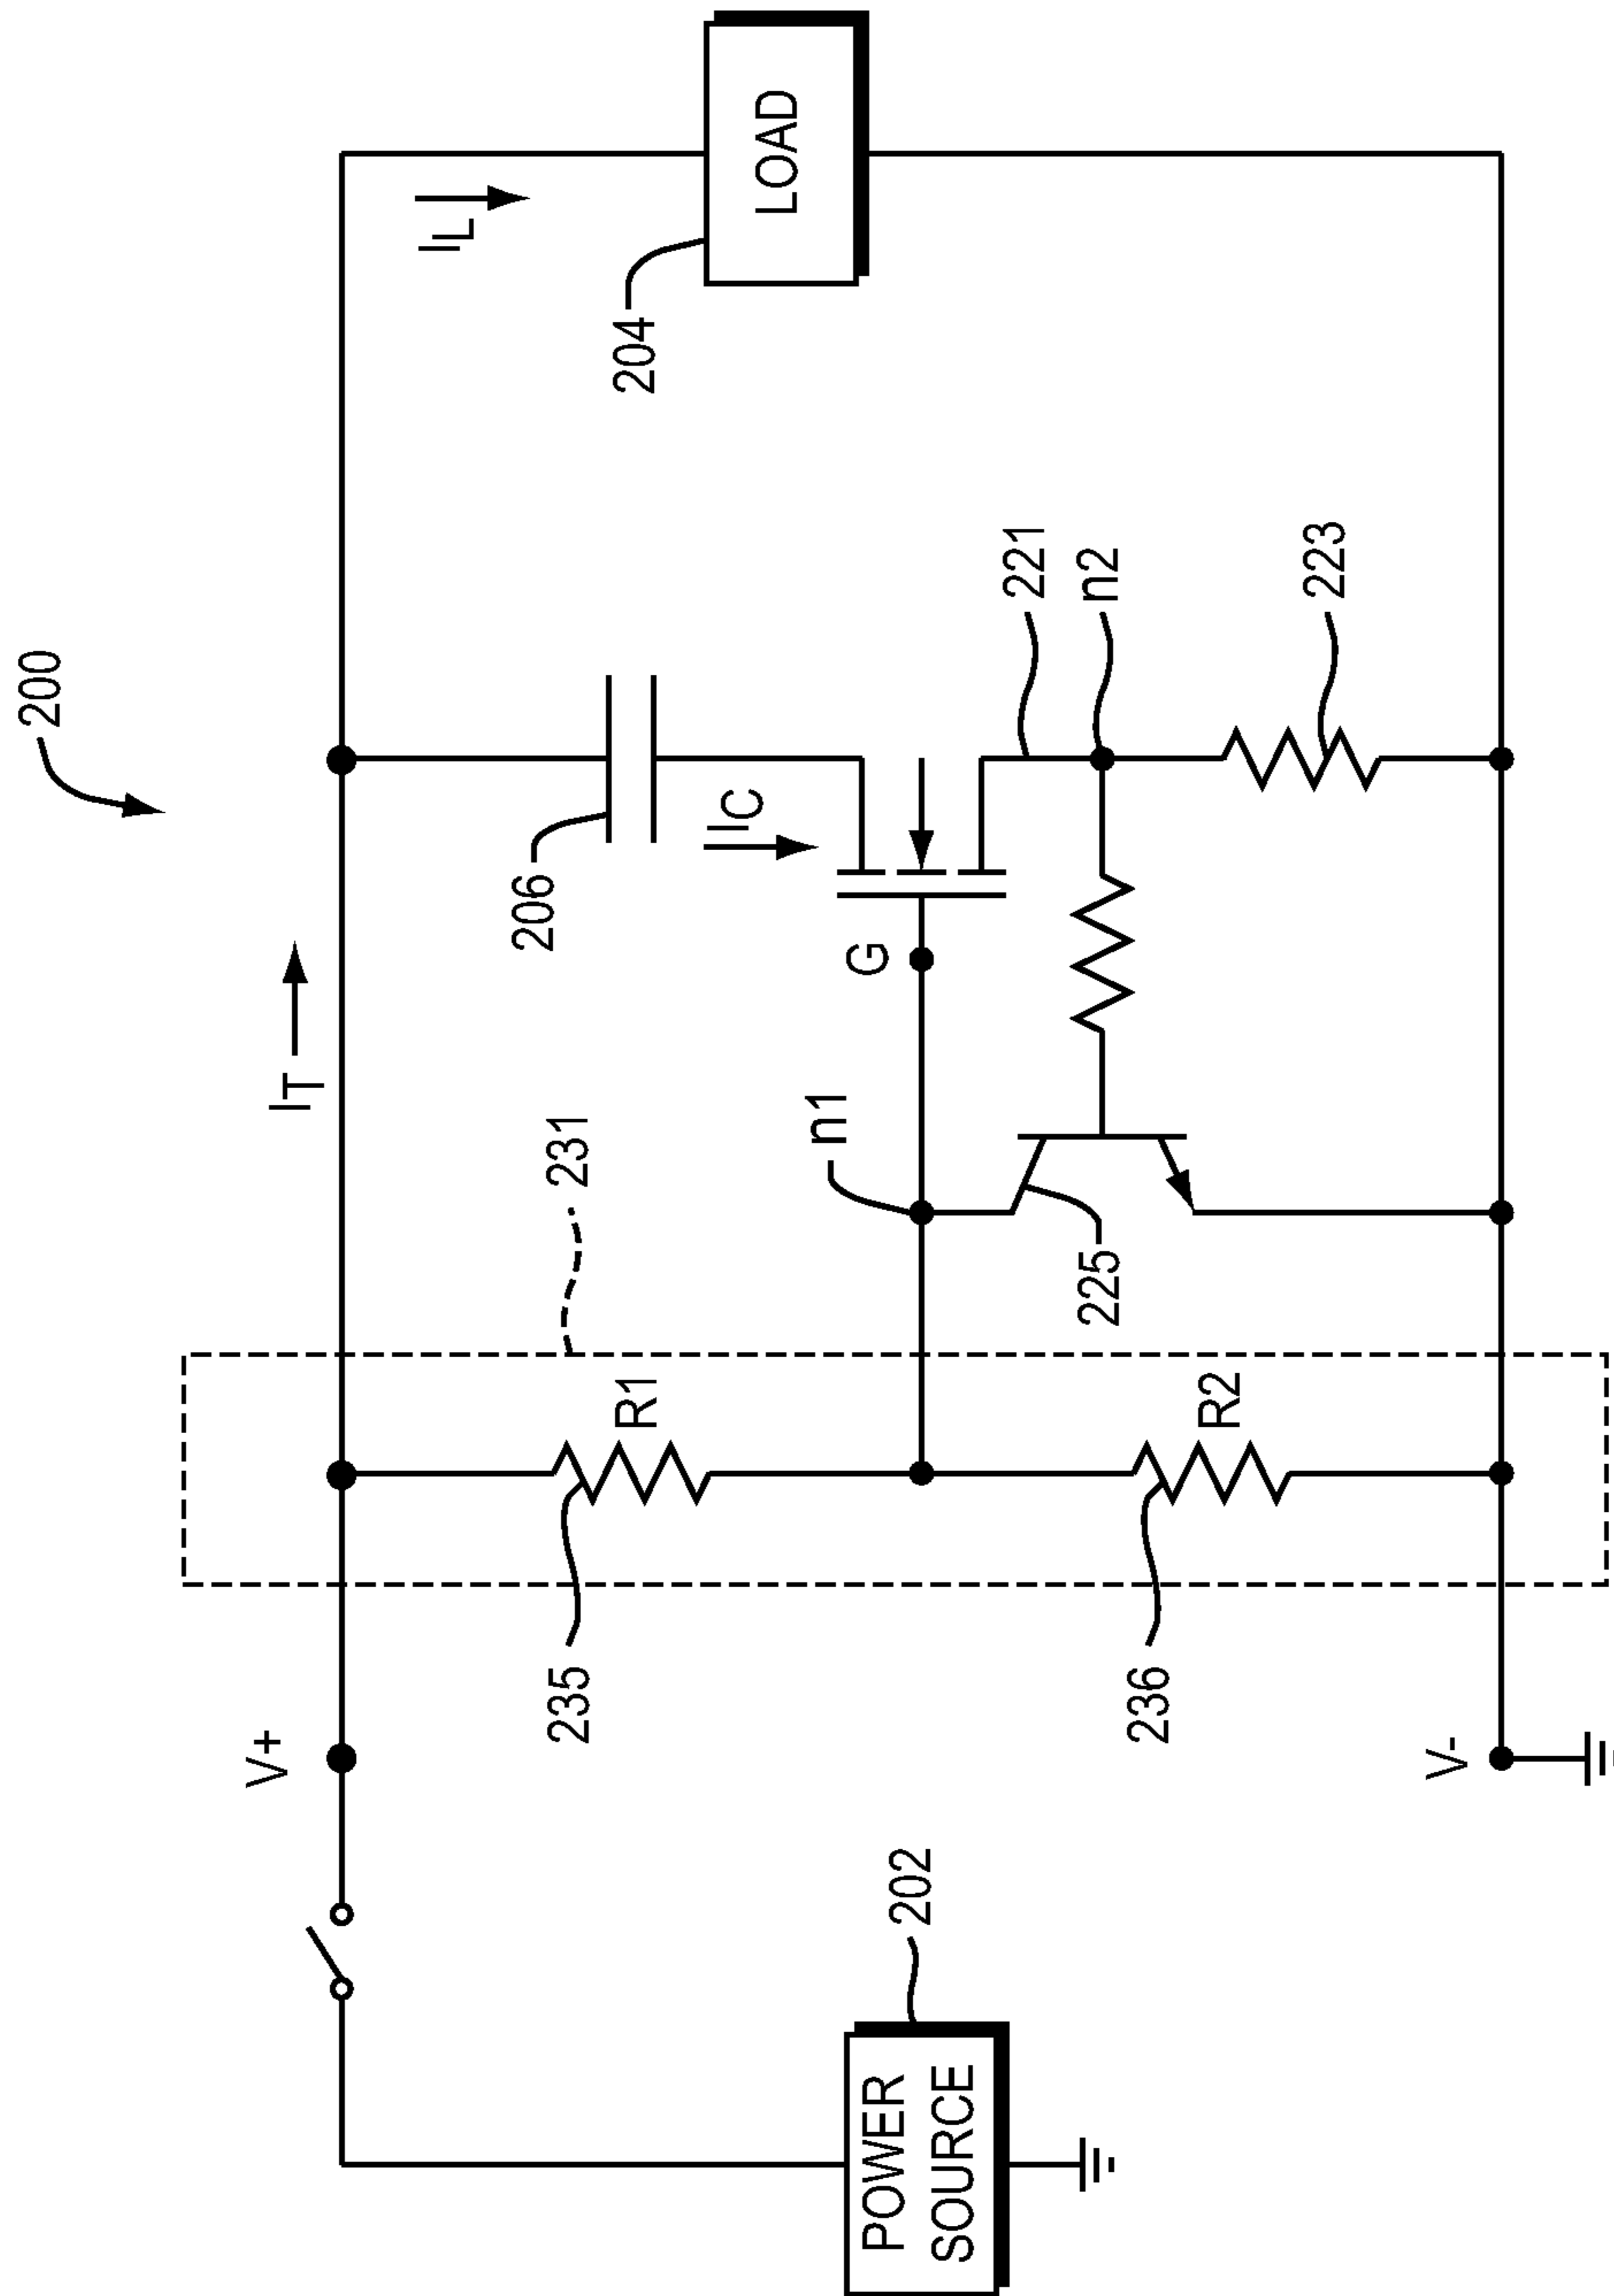 200
IT
IL
V+
231
206
IC
204
LOAD
235
R1
n1
G
221
n2
POWER
SOURCE
202
225
236
R2
223
V-